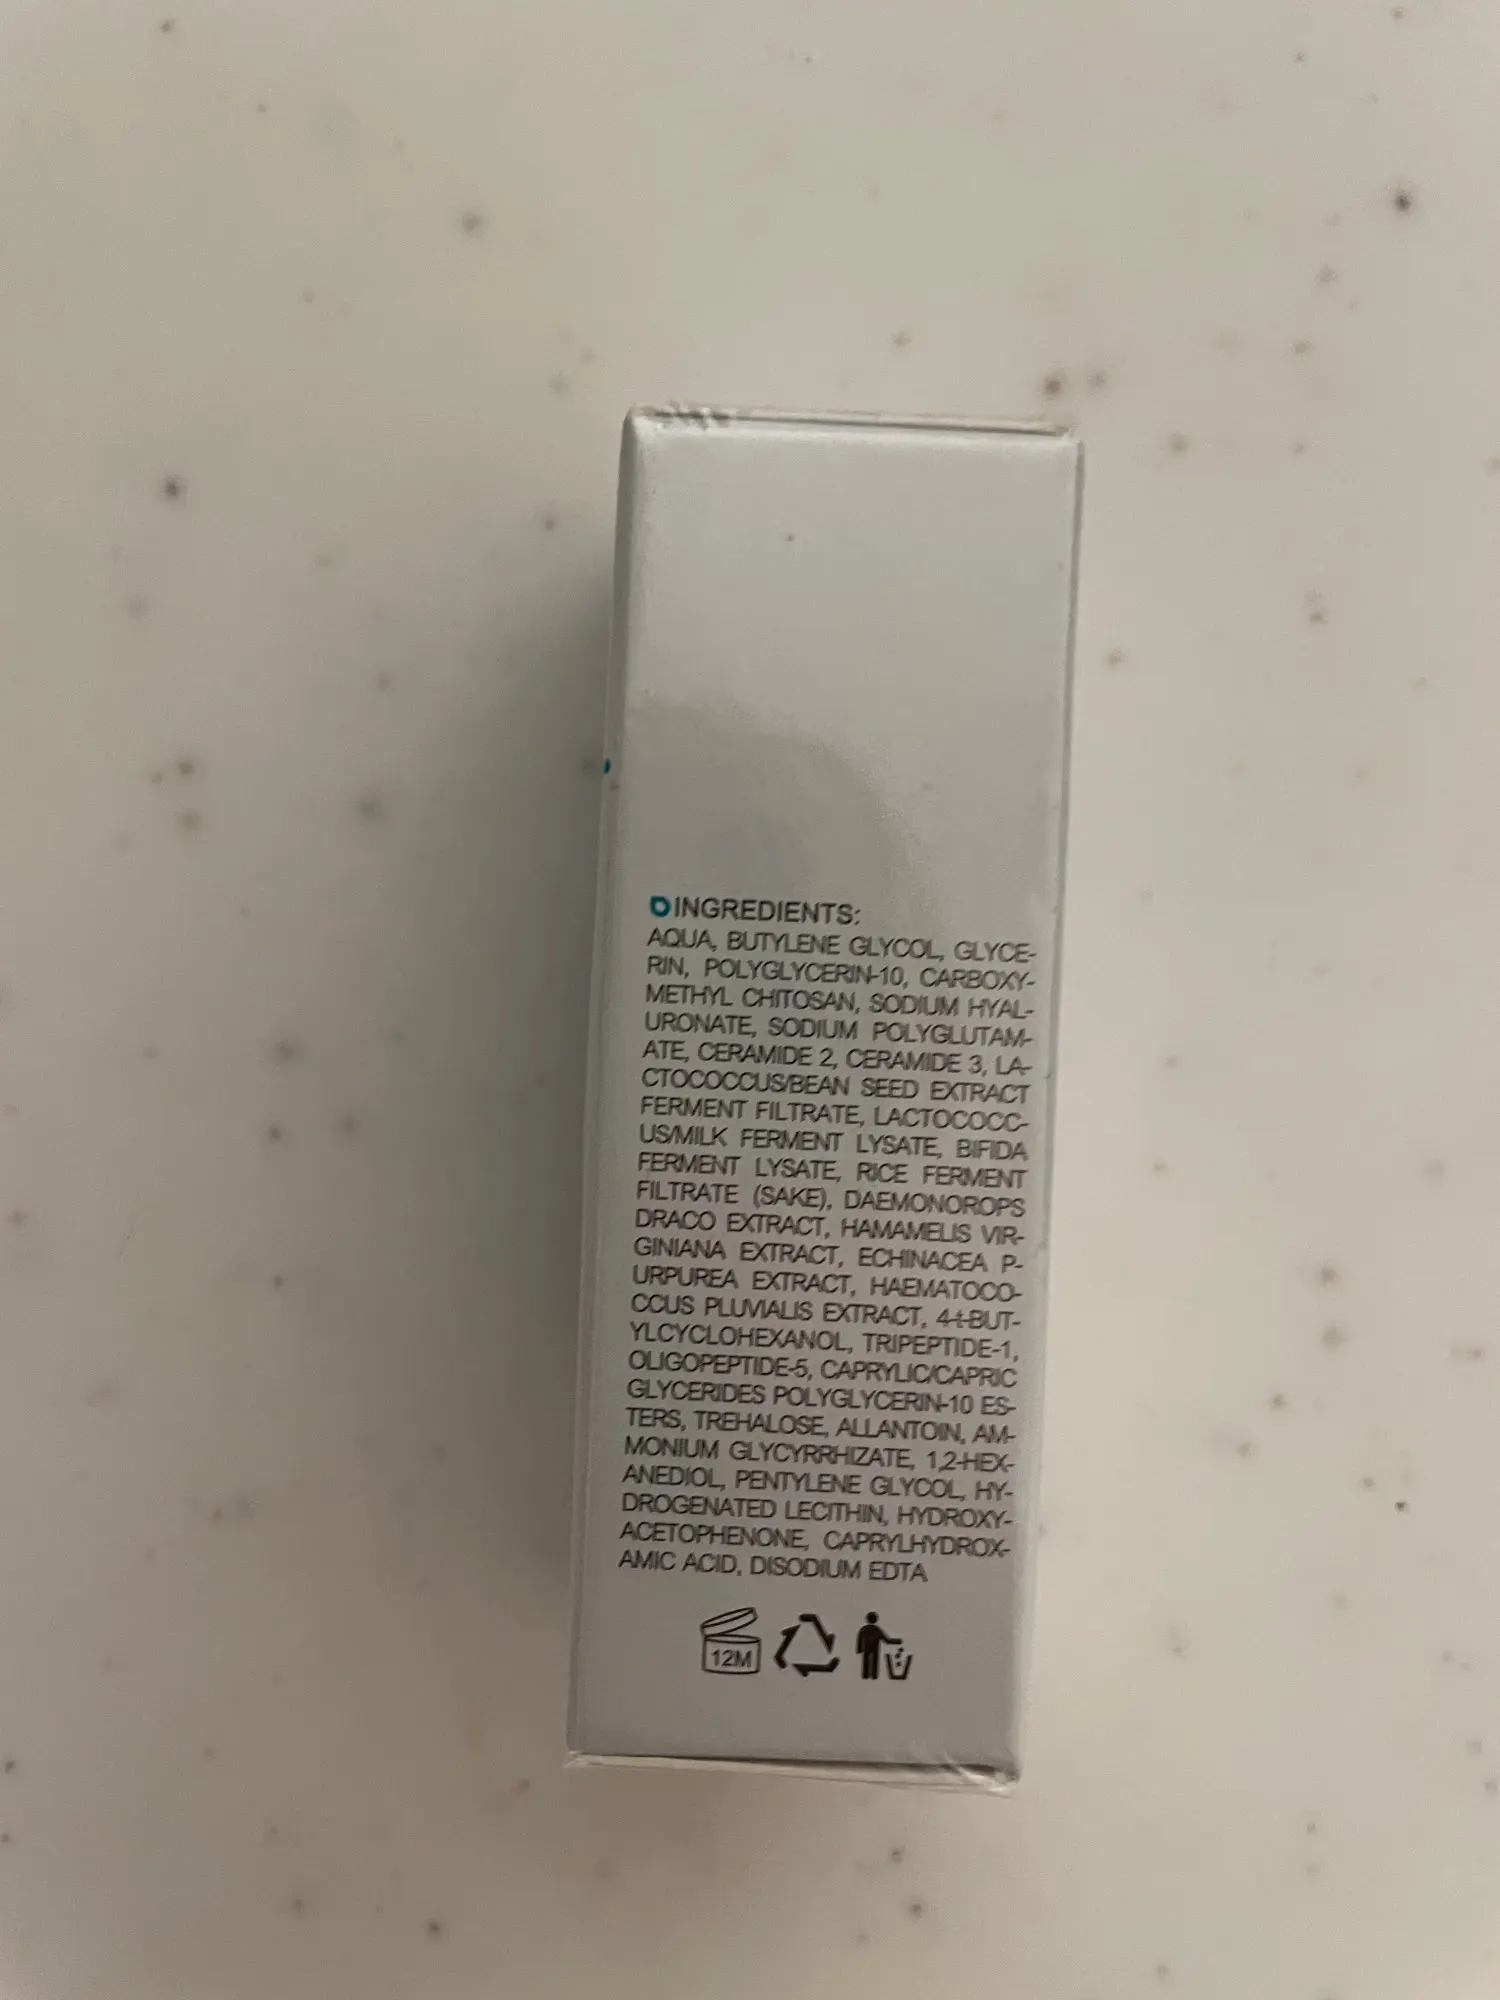 INGREDIENTS:
AQUA, BUTYLENE GLYCOL, GLYCE-
RIN, POLYGLYCERIN-10, CARBOXY-
METHYL CHITOSAN, SODIUM HYAL-
URONATE, SODIUM POLYGLUTAM-
ATE, CERAMIDE 2, CERAMIDE 3, LA-
CTOCOCCUS/BEAN SEED EXTRACT
FERMENT FILTRATE, LACTOCOCC-
US/MILK FERMENT LYSATE, BIFIDA
FERMENT LYSATE, RICE FERMENT
FILTRATE (SAKE), DAEMONOROPS
DRACO EXTRACT, HAMAMELIS VIR-
GINIANA EXTRACT, ECHINACEA P-
URPUREA EXTRACT, HAEMATOCO-
CCUS PLUVIALIS EXTRACT, 4-t-BUT-
YLCYCLOHEXANOL, TRIPEPTIDE-1,
OLIGOPEPTIDE-5, CAPRYLIC/CAPRIC
GLYCERIDES POLYGLYCERIN-10 ES-
TERS, TREHALOSE, ALLANTOIN, AM-
MONIUM GLYCYRRHIZATE, 1,2-HEX-
ANEDIOL, PENTYLENE GLYCOL, HY-
DROGENATED LECITHIN, HYDROXY-
ACETOPHENONE, CAPRYLHYDROX-
AMIC ACID, DISODIUM EDTA
12M